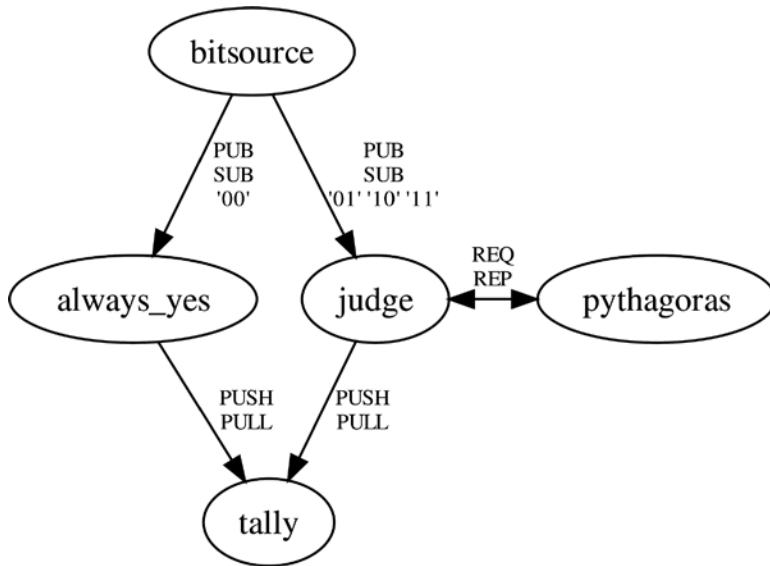 bitsource
PUB
SUB
'00'
PUB
SUB
'01' '10' '11'
always_yes
judge
REQ
REP
pythagoras
PUSH
PULL
PUSH
PULL
tally